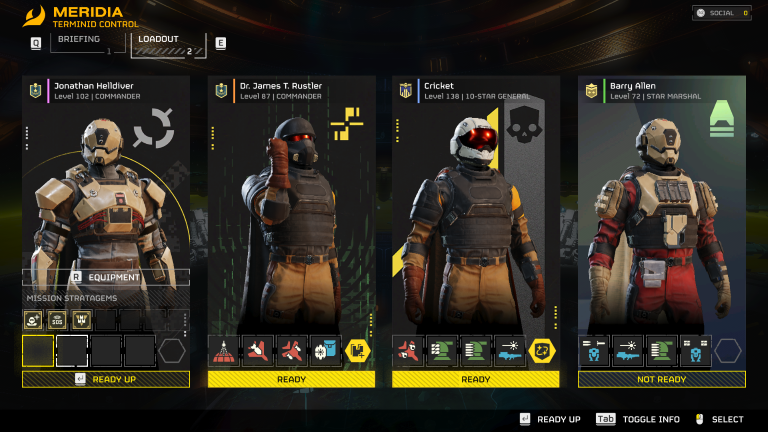 MERIDIA
TERMINID CONTROL
SOCIAL 0
Q
BRIEFING
1
LOADOUT
2
E
Jonathan Helldiver
Level 102 | COMMANDER
Dr. James T. Rustler
Level 87 | COMMANDER
Cricket
Level 138 | 10-STAR GENERAL
Barry Allen
Level 72 | STAR MARSHAL
R EQUIPMENT
MISSION STRATAGEMS
SOS
READY UP
READY
READY
NOT READY
READY UP
Tab TOGGLE INFO
SELECT